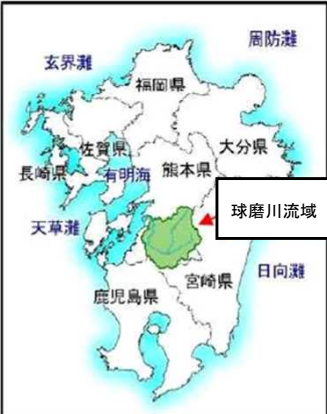 周防灘
玄界灘
福岡県
大分県
佐賀県
長崎県
有明海
熊本県
球磨川流域
天草灘
日向灘
宮崎県
鹿児島県